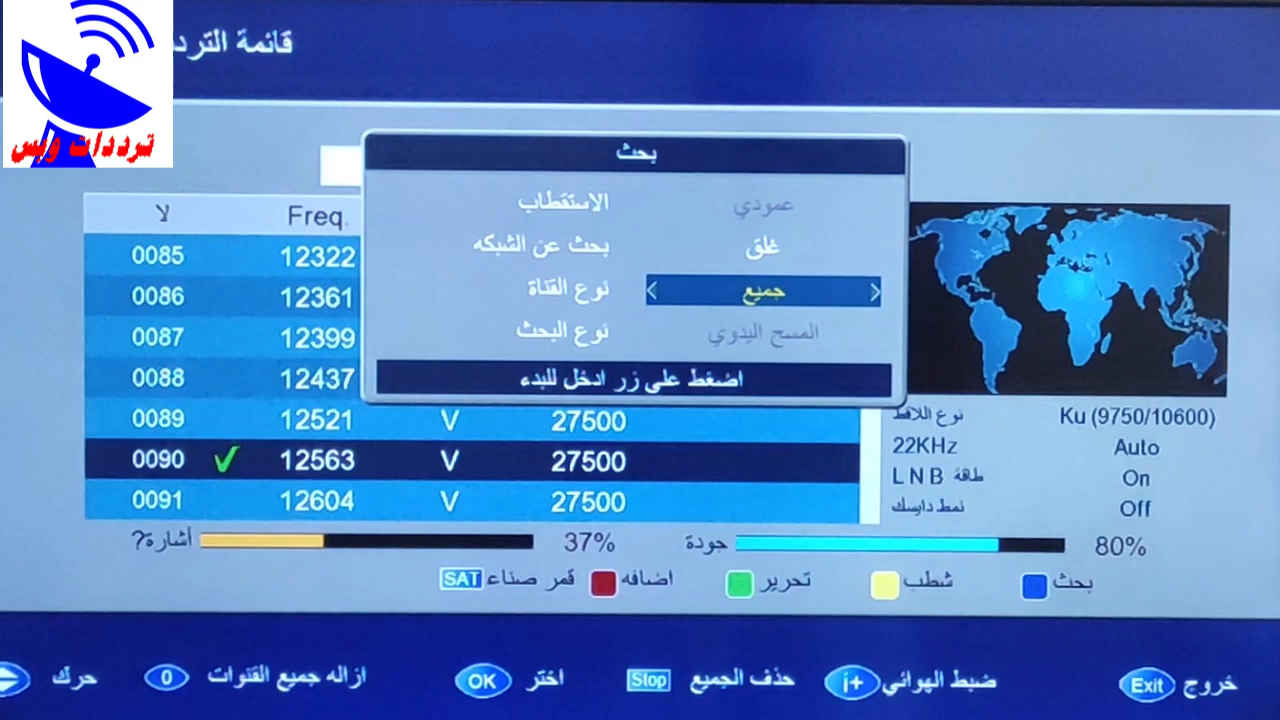 قائمة
ترددات ويس
بحث
الاستقطاب عمودي
بحث عن الشبكه غلق
نوع القناة جميع
نوع البحث المسح اليدوي
اضغط على زر ادخل للبدء
لا Freq.
0085 12322
0086 12361
0087 12399
0088 12437
0089 12521 V 27500
0090 12563 V 27500
0091 12604 V 27500
نوع اللاقط Ku (9750/10600)
22KHz Auto
طاقة LNB On
نمط دايسك Off
أشارة? 37% جودة 80%
SAT قمر صناء اضافه تحرير شطب بحث
حرك 0 ازاله جميع القنوات OK اختر Stop حذف الجميع i+ ضبط الهوائي Exit خروج